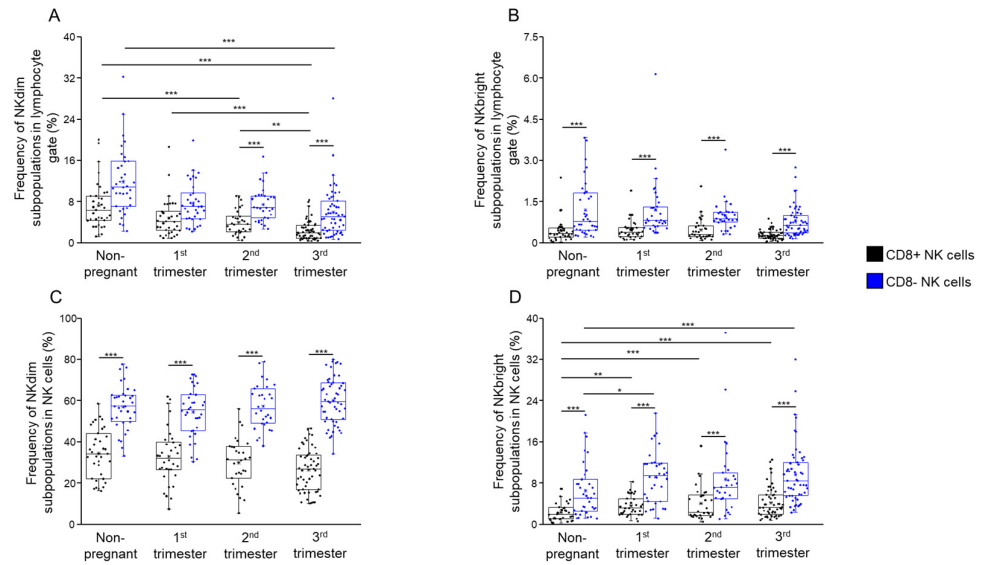 A
Frequency of NKdim
subpopulations in lymphocyte
gate (%)
40
32
24
16
8
0
***
***
***
***
**
***
***
Non-
pregnant
1st
trimester
2nd
trimester
3rd
trimester
B
Frequency of NKbright
subpopulations in lymphocyte
gate (%)
7.5
6.0
4.5
3.0
1.5
0
***
***
***
***
Non-
pregnant
1st
trimester
2nd
trimester
3rd
trimester
CD8+ NK cells
CD8- NK cells
C
Frequency of NKdim
subpopulations in NK cells (%)
100
80
60
40
20
0
***
***
***
***
Non-
pregnant
1st
trimester
2nd
trimester
3rd
trimester
D
Frequency of NKbright
subpopulations in NK cells (%)
40
32
24
16
8
0
***
***
***
**
*
***
***
***
***
Non-
pregnant
1st
trimester
2nd
trimester
3rd
trimester